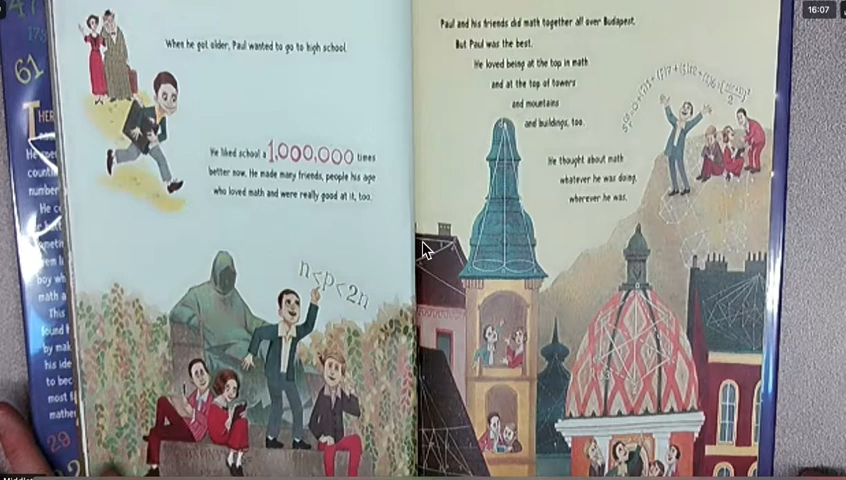 When he got older, Paul wanted to go to high school.
He liked school a 1,000,000 times
better now. He made many friends, people his age
who loved math and were really good at it, too.
n<p<2n
Paul and his friends did math together all over Budapest.
But Paul was the best.
He loved being at the top in math
and at the top of towers
and mountains
and buildings, too.
He thought about math
whatever he was doing,
wherever he was.
61
16:07